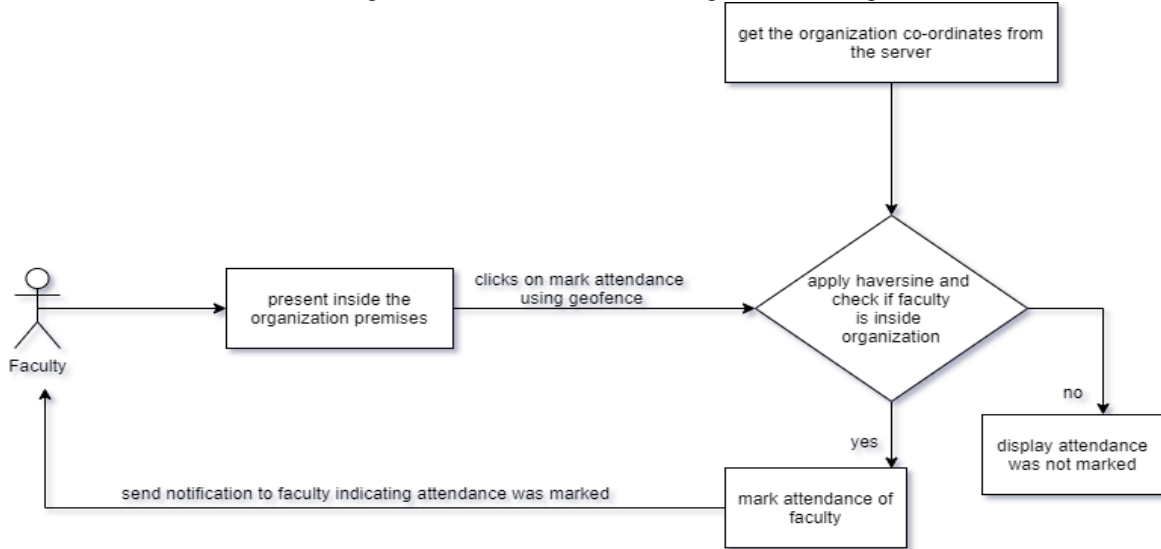 get the organization co-ordinates from
the server
clicks on mark attendance
using geofence
present inside the
organization premises
apply haversine and
check if faculty
is inside
organization
Faculty
no
yes
display attendance
was not marked
send notification to faculty indicating attendance was marked
mark attendance of
faculty